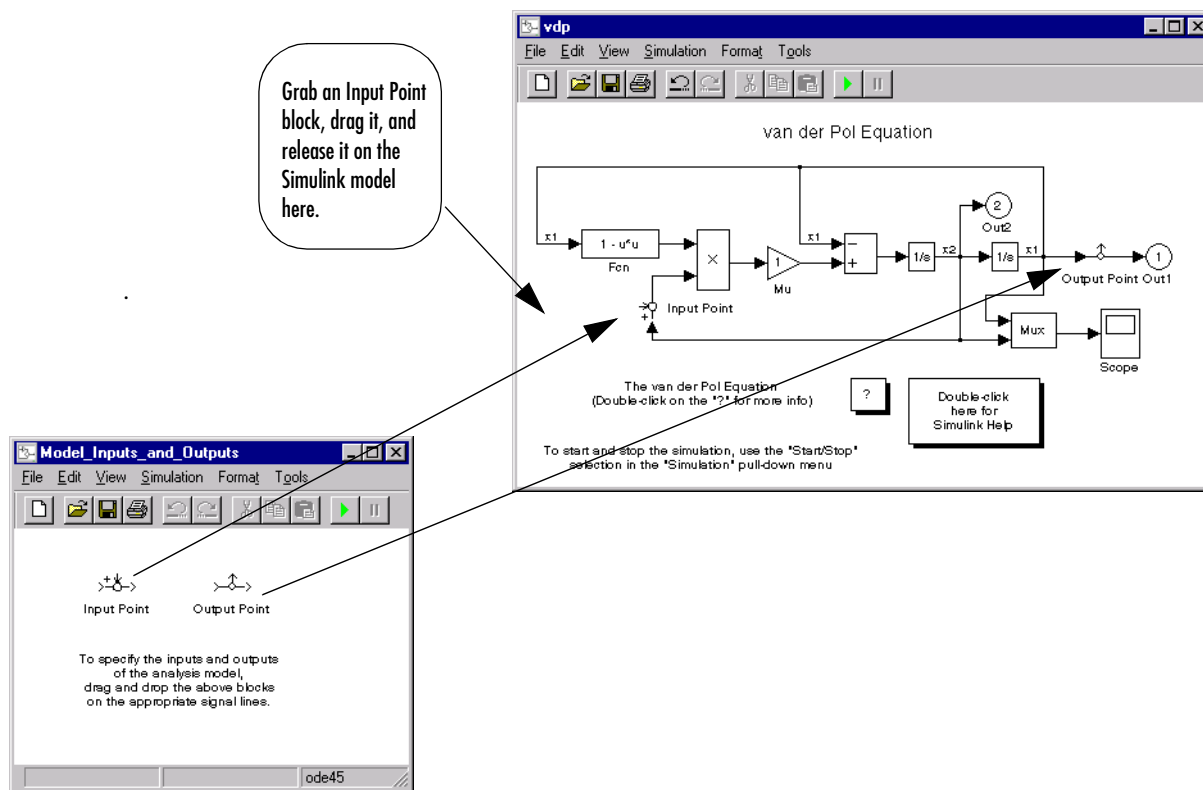 vdp
File Edit View Simulation Format Tools
Grab an Input Point
block, drag it, and
release it on the
Simulink model
here.
van der Pol Equation
2
Out2
x1
1 - u*u
Fcn
×
1
Mu
x1
−
+
1/s
x2
1/s
x1
1
Output Point Out1
+
Input Point
Mux
Scope
The van der Pol Equation
(Double-click on the "?" for more info)
?
Double-click
here for
Simulink Help
To start and stop the simulation, use the "Start/Stop"
selection in the "Simulation" pull-down menu
Model_Inputs_and_Outputs
File Edit View Simulation Format Tools
+
Input Point
Output Point
To specify the inputs and outputs
of the analysis model,
drag and drop the above blocks
on the appropriate signal lines.
ode45